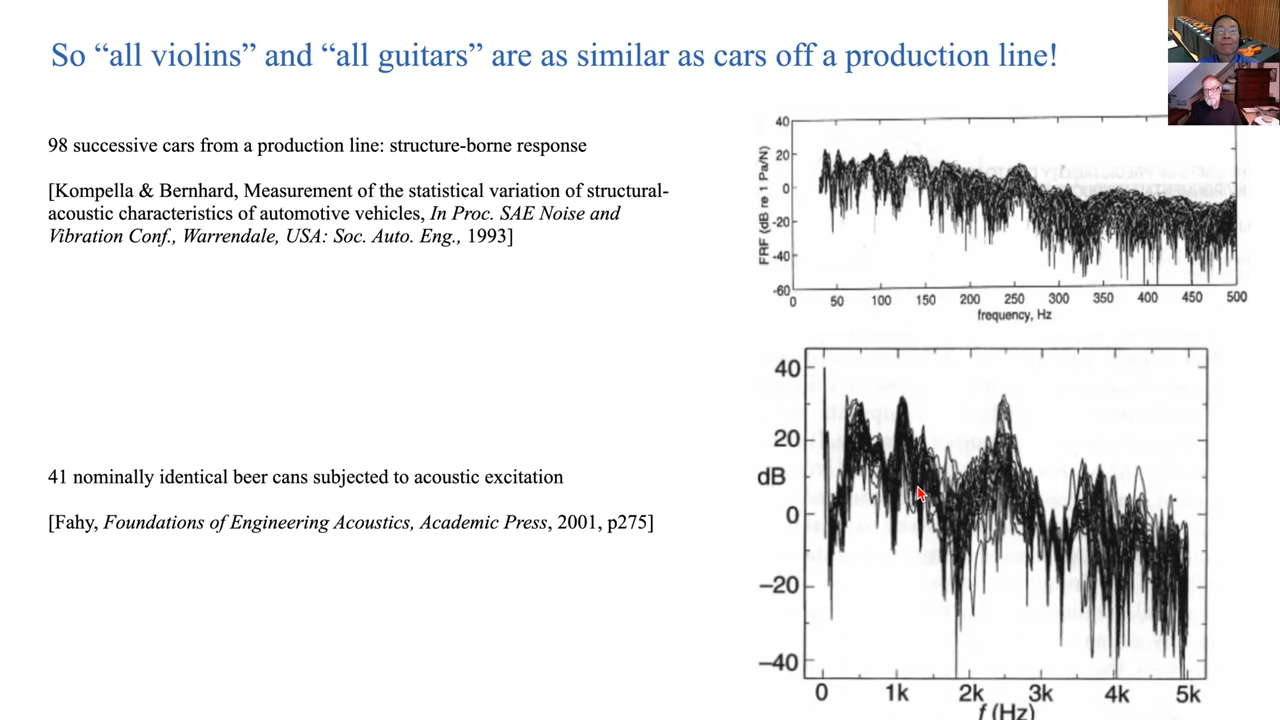 So “all violins” and “all guitars” are as similar as cars off a production line!
98 successive cars from a production line: structure-borne response
[Kompella & Bernhard, Measurement of the statistical variation of structural-
acoustic characteristics of automotive vehicles, In Proc. SAE Noise and
Vibration Conf., Warrendale, USA: Soc. Auto. Eng., 1993]
40
20
0
-20
-40
-60
FRF (dB re 1 Pa/N)
0 50 100 150 200 250 300 350 400 450 500
frequency, Hz
41 nominally identical beer cans subjected to acoustic excitation
[Fahy, Foundations of Engineering Acoustics, Academic Press, 2001, p275]
40
20
dB
0
−20
−40
0 1k 2k 3k 4k 5k
f (Hz)